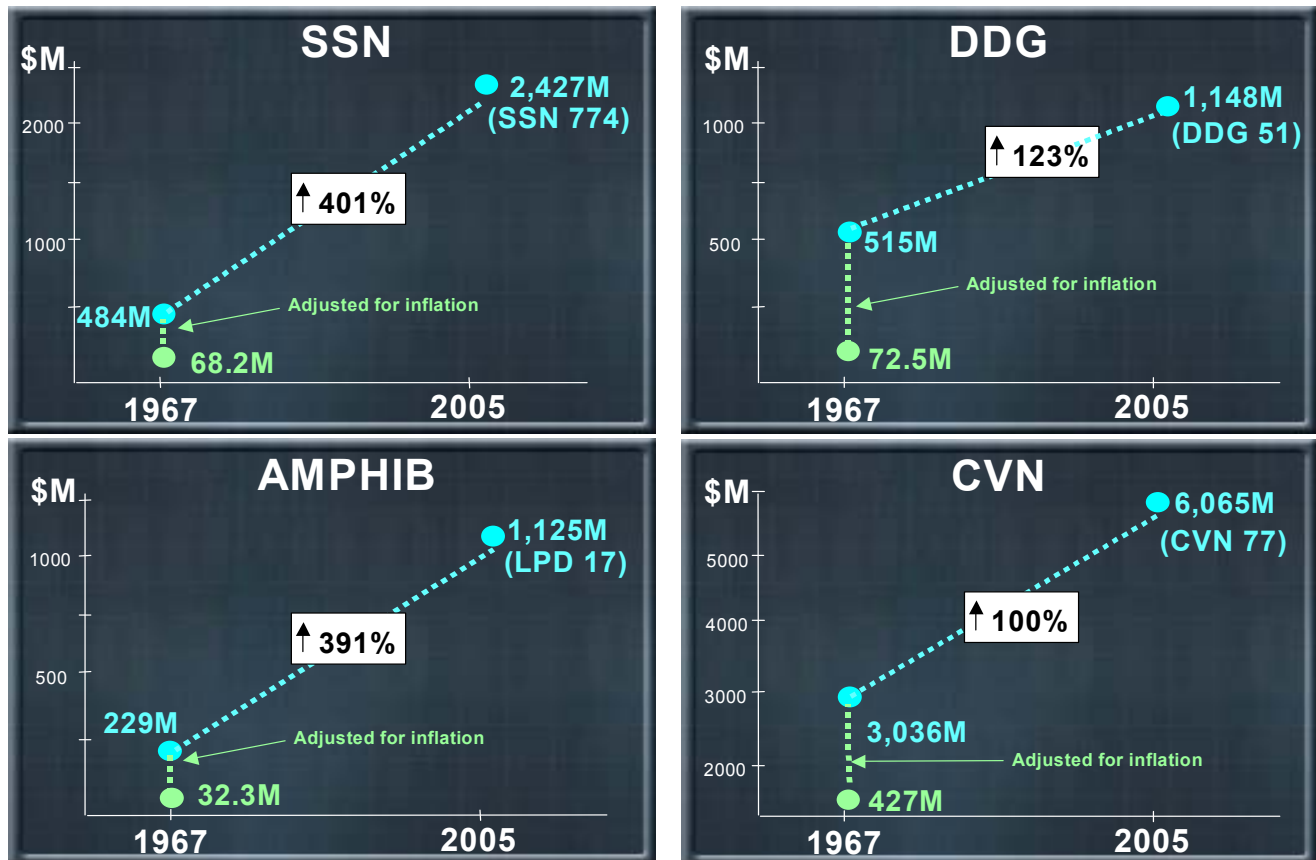 SSN
$M
2,427M
(SSN 774)
2000
↑ 401%
1000
484M
Adjusted for inflation
68.2M
1967 2005
DDG
$M
1,148M
(DDG 51)
1000
↑ 123%
500
515M
Adjusted for inflation
72.5M
1967 2005
AMPHIB
$M
1,125M
(LPD 17)
1000
↑ 391%
500
229M
Adjusted for inflation
32.3M
1967 2005
CVN
$M
6,065M
(CVN 77)
5000
↑ 100%
4000
3000
3,036M
Adjusted for inflation
2000
427M
1967 2005